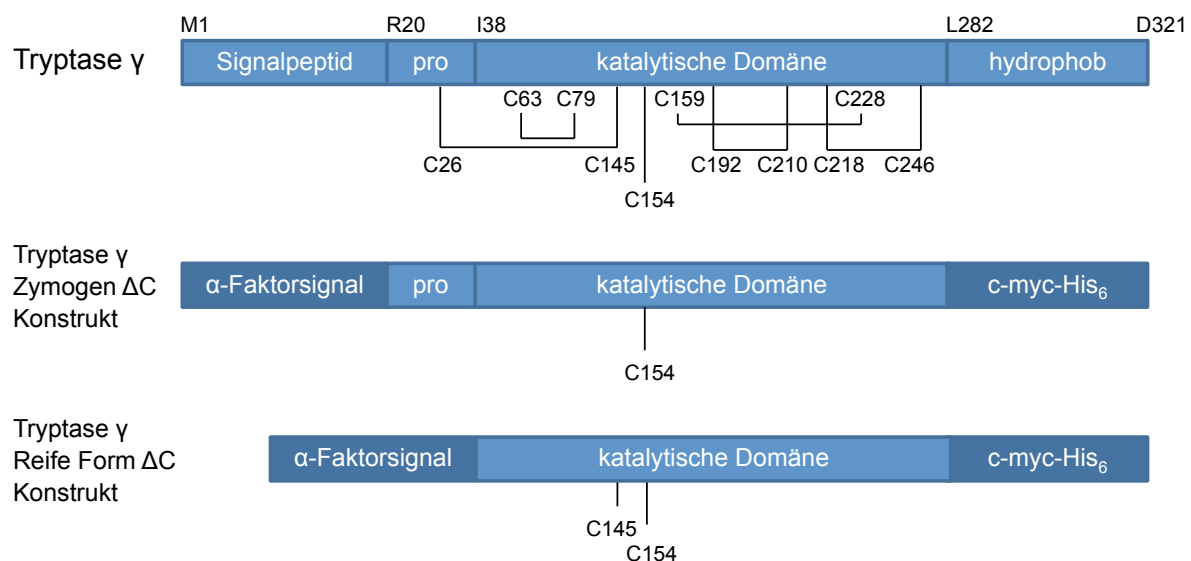 M1 R20 I38 L282 D321
Tryptase γ Signalpeptid pro katalytische Domäne hydrophob
C63 C79 C159 C228
C26 C145 C192 C210 C218 C246
C154
Tryptase γ
Zymogen ΔC
Konstrukt
α-Faktorsignal pro katalytische Domäne c-myc-His₆
C154
Tryptase γ
Reife Form ΔC
Konstrukt
α-Faktorsignal katalytische Domäne c-myc-His₆
C145
C154